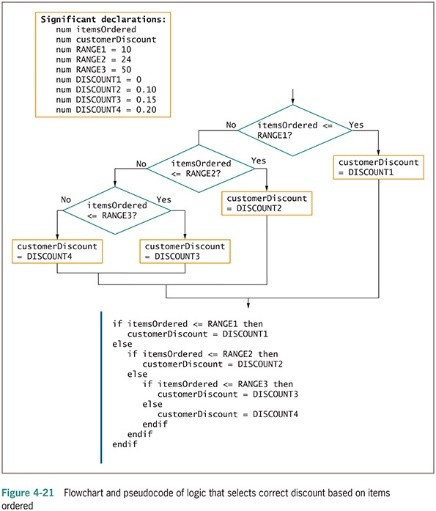 Significant declarations:
num itemsOrdered
num customerDiscount
num RANGE1 = 10
num RANGE2 = 24
num RANGE3 = 50
num DISCOUNT1 = 0
num DISCOUNT2 = 0.10
num DISCOUNT3 = 0.15
num DISCOUNT4 = 0.20
itemsOrdered <=
RANGE1?
No
Yes
customerDiscount
= DISCOUNT1
itemsOrdered
<= RANGE2?
No
Yes
customerDiscount
= DISCOUNT2
itemsOrdered
<= RANGE3?
No
Yes
customerDiscount
= DISCOUNT4
customerDiscount
= DISCOUNT3
if itemsOrdered <= RANGE1 then
customerDiscount = DISCOUNT1
else
if itemsOrdered <= RANGE2 then
customerDiscount = DISCOUNT2
else
if itemsOrdered <= RANGE3 then
customerDiscount = DISCOUNT3
else
customerDiscount = DISCOUNT4
endif
endif
endif
Figure 4-21 Flowchart and pseudocode of logic that selects correct discount based on items
ordered